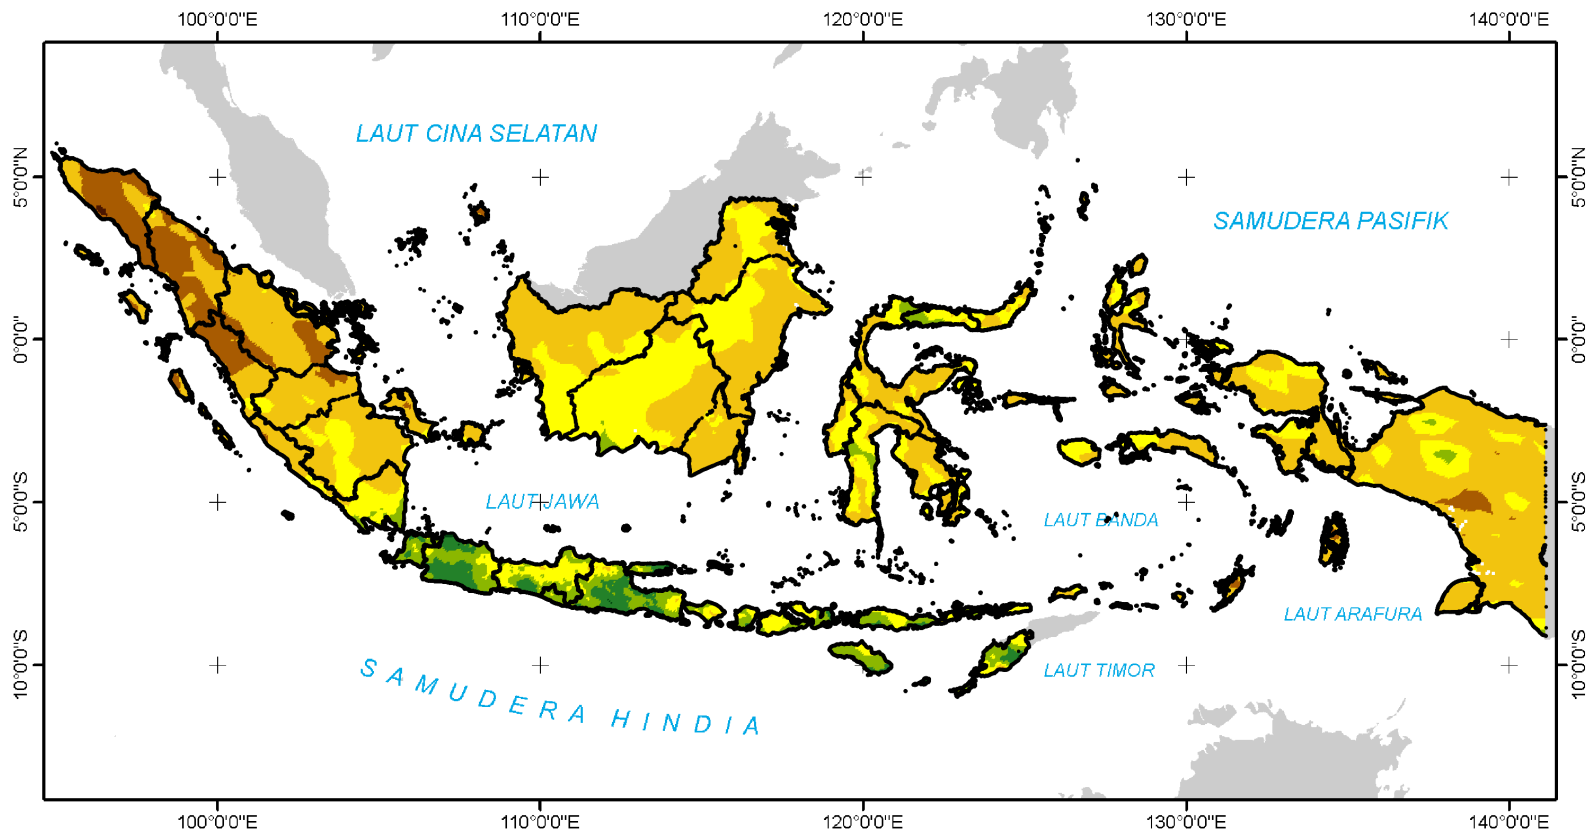 100°0'0"E 110°0'0"E 120°0'0"E 130°0'0"E 140°0'0"E
LAUT CINA SELATAN
5°0'0"N 5°0'0"N
SAMUDERA PASIFIK
0°0'0" 0°0'0"
LAUT JAWA
5°0'0"S 5°0'0"S
LAUT BANDA
LAUT ARAFURA
10°0'0"S 10°0'0"S
LAUT TIMOR
SAMUDERA HINDIA
100°0'0"E 110°0'0"E 120°0'0"E 130°0'0"E 140°0'0"E